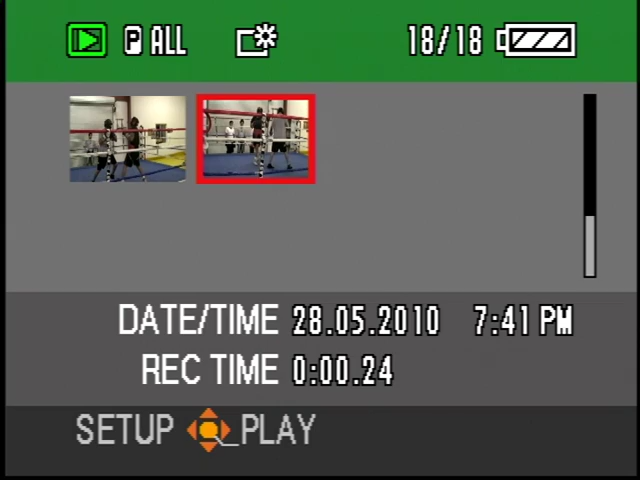 P ALL 18/18
DATE/TIME 28.05.2010 7:41 PM
REC TIME 0:00.24
SETUP PLAY